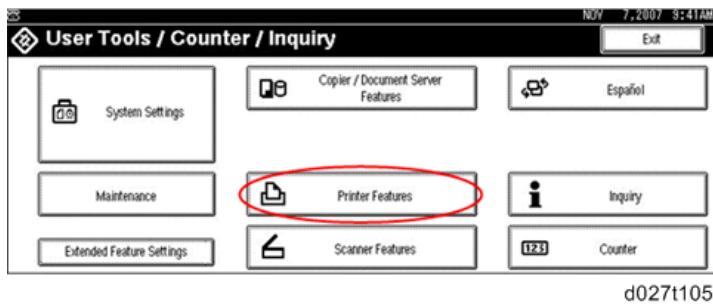 NOV 7,2007 9:41AM
User Tools / Counter / Inquiry
Exit
System Settings
Copier / Document Server
Features
Español
Maintenance
Printer Features
Inquiry
Extended Feature Settings
Scanner Features
123
Counter
d027t105